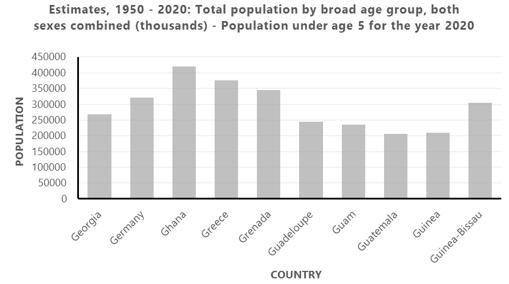 Estimates, 1950 - 2020: Total population by broad age group, both
sexes combined (thousands) - Population under age 5 for the year 2020
450000
400000
350000
300000
250000
200000
150000
100000
50000
0
POPULATION
Georgia
Germany
Ghana
Greece
Grenada
Guadeloupe
Guam
Guatemala
Guinea
Guinea-Bissau
COUNTRY